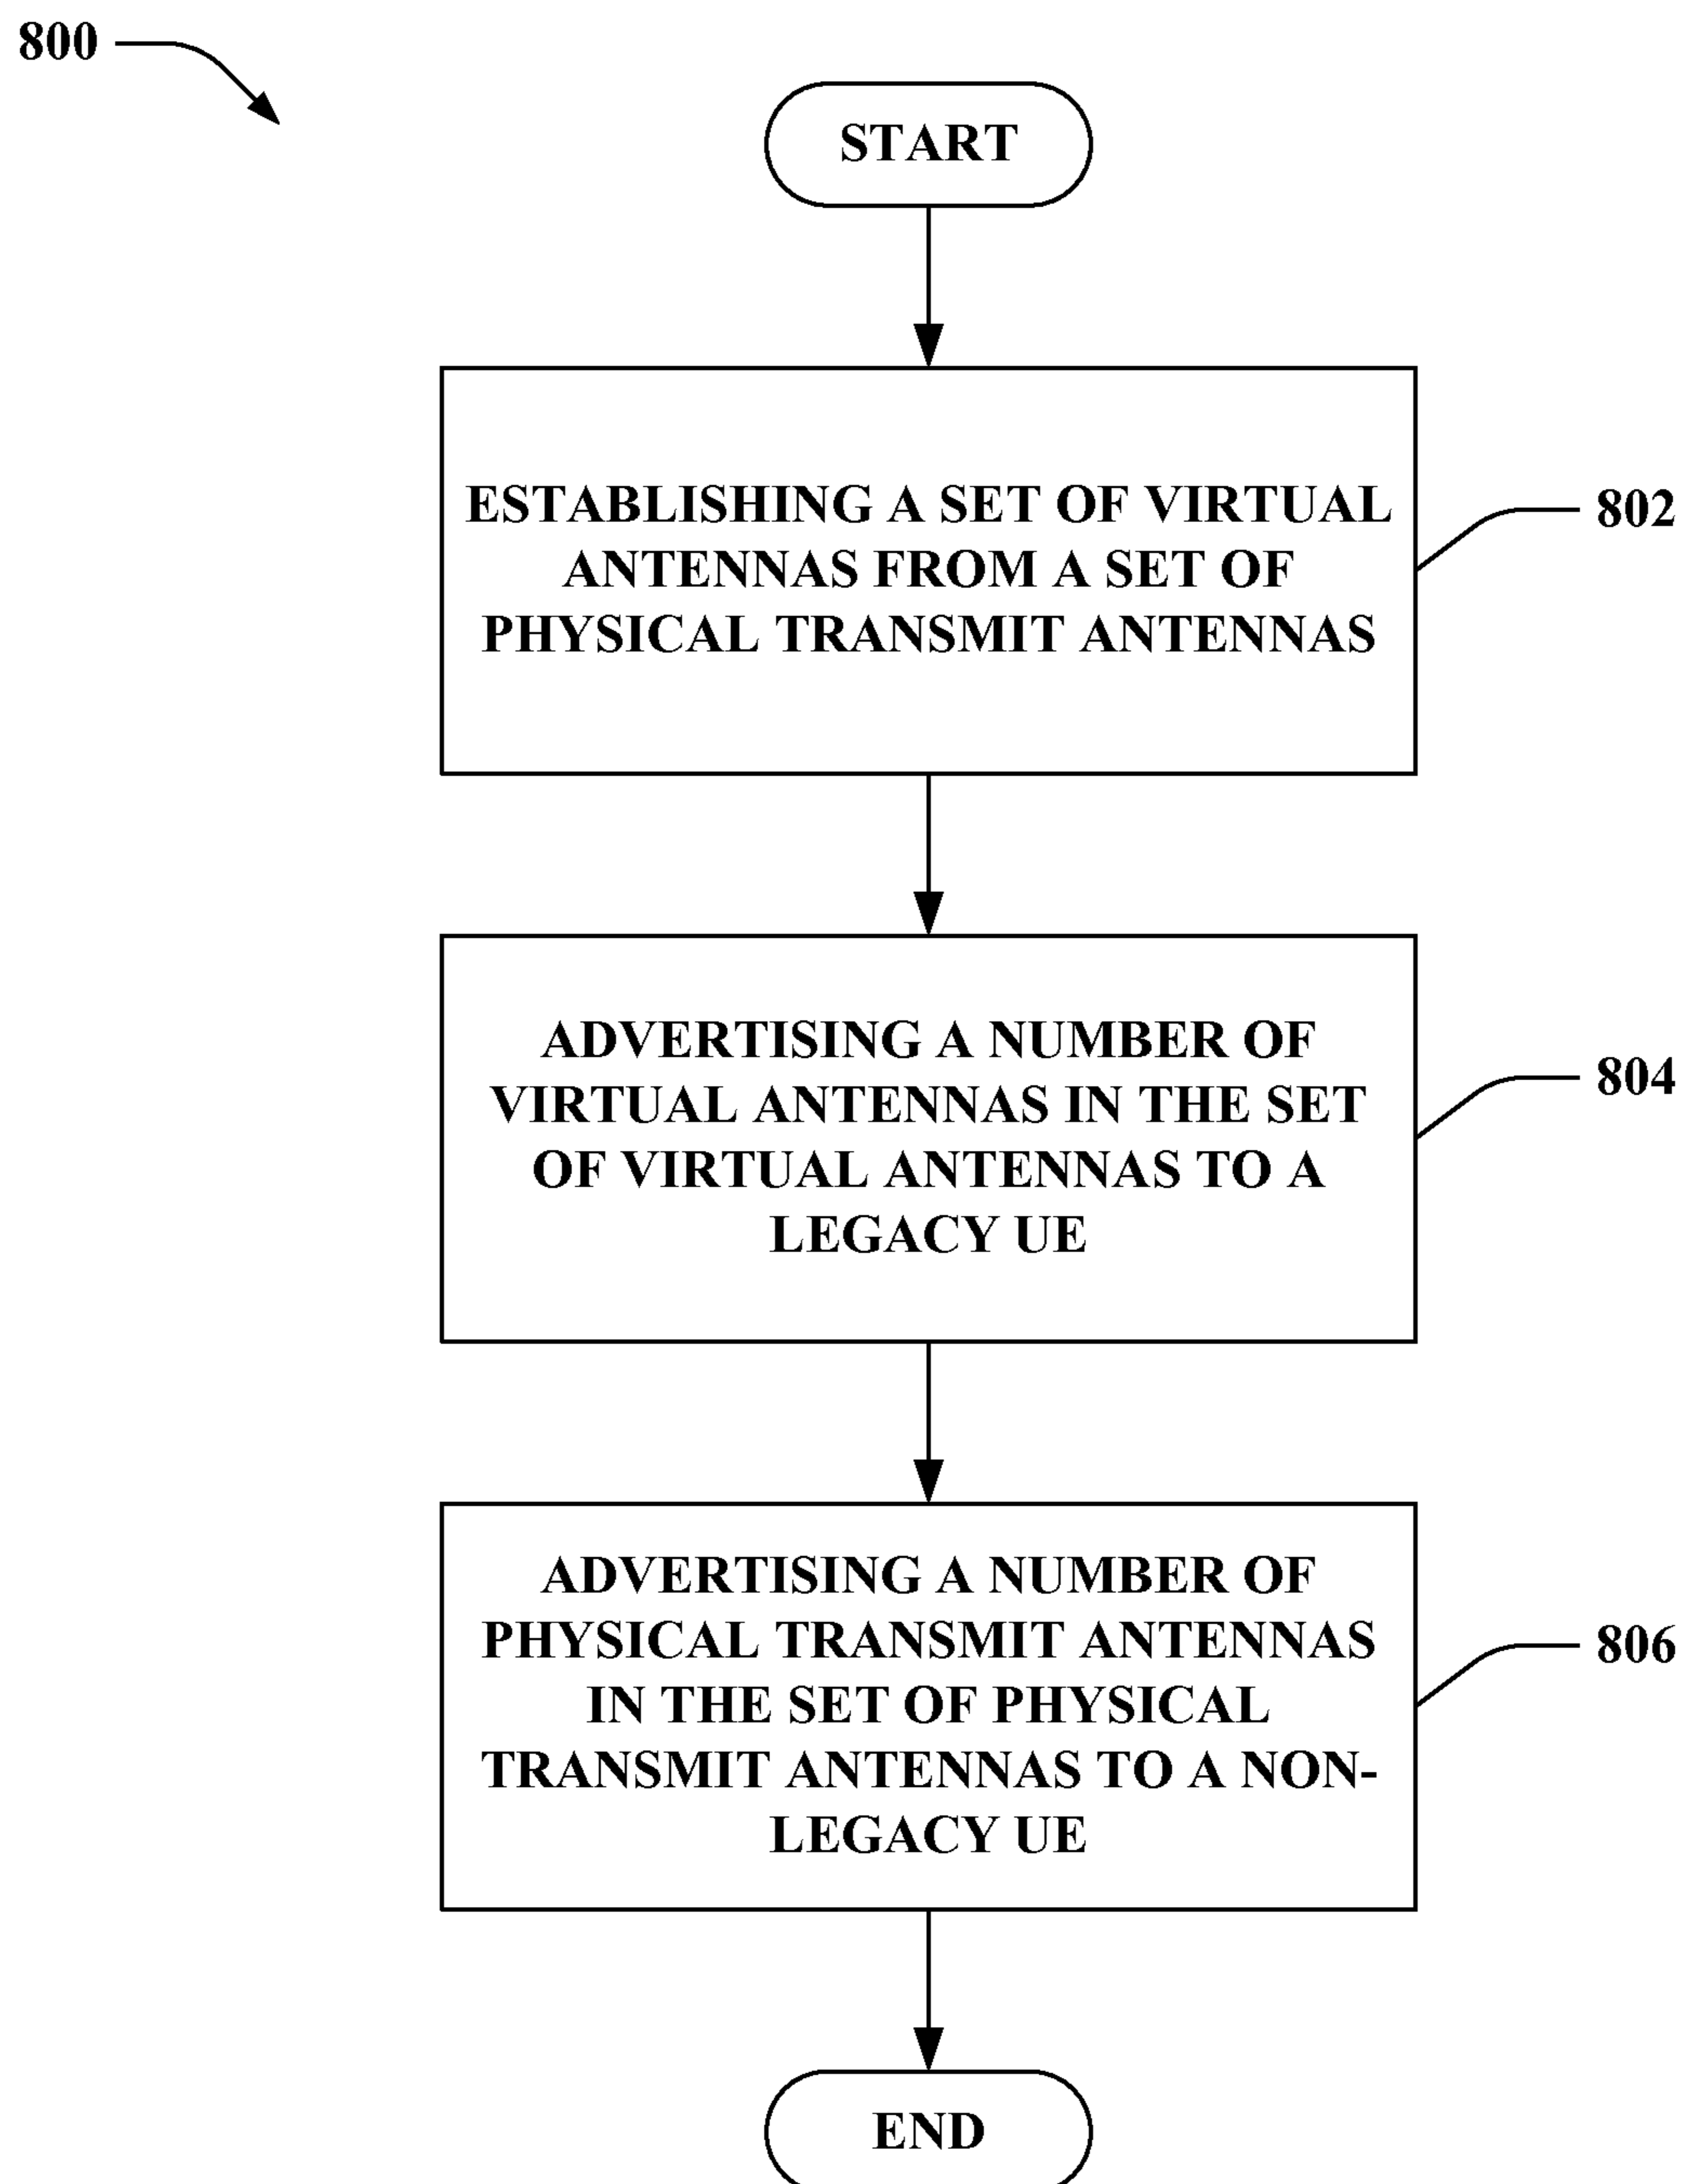 800
START
ESTABLISHING A SET OF VIRTUAL
ANTENNAS FROM A SET OF
PHYSICAL TRANSMIT ANTENNAS
802
ADVERTISING A NUMBER OF
VIRTUAL ANTENNAS IN THE SET
OF VIRTUAL ANTENNAS TO A
LEGACY UE
804
ADVERTISING A NUMBER OF
PHYSICAL TRANSMIT ANTENNAS
IN THE SET OF PHYSICAL
TRANSMIT ANTENNAS TO A NON-
LEGACY UE
806
END